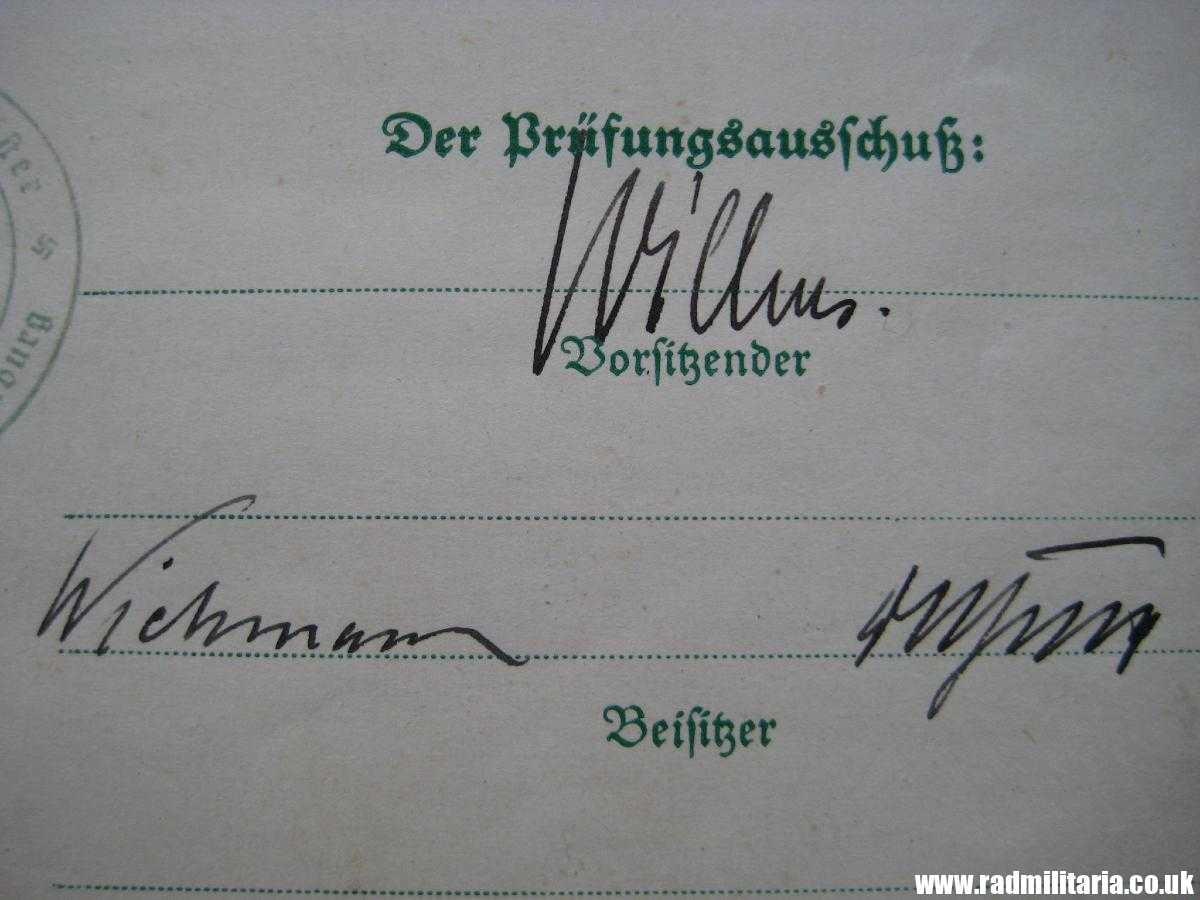 Der Prüfungsausschuß:
Willms.
Vorsitzender
Wichmann
Beisitzer
www.radmilitaria.co.uk